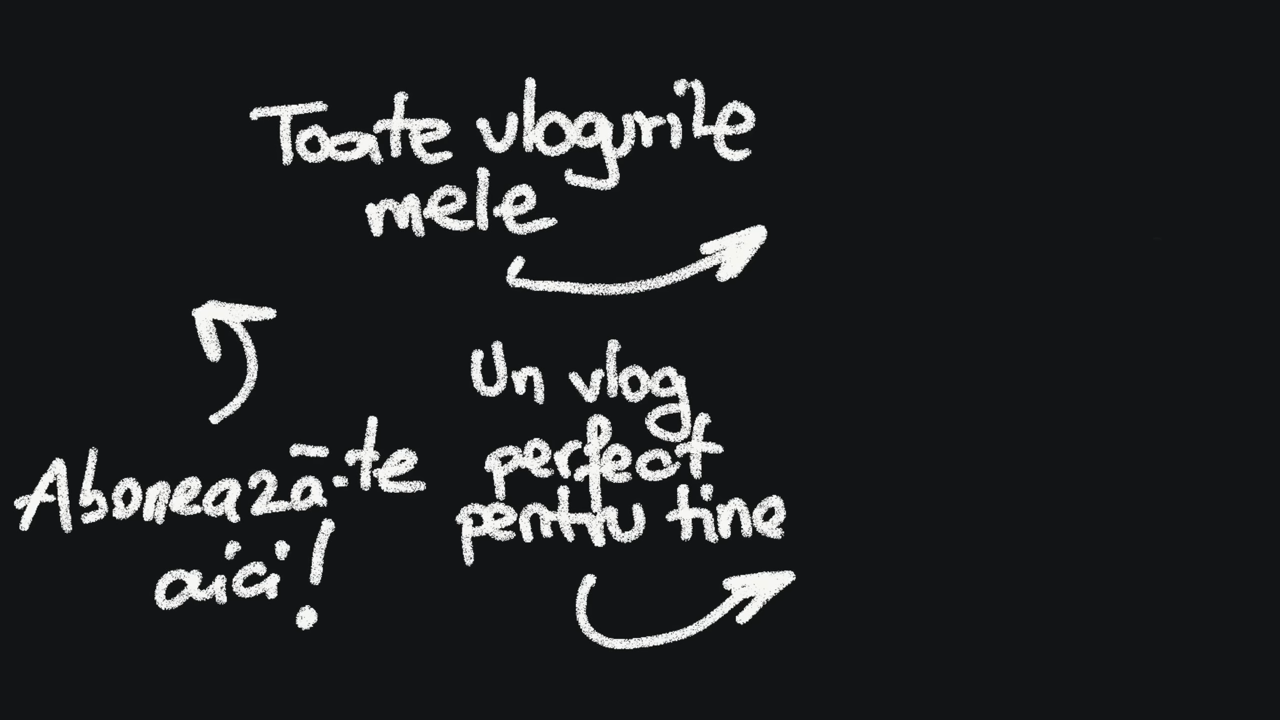 Toate vlogurile
mele
Un vlog
perfect
pentru tine
Abonează-te
aici!